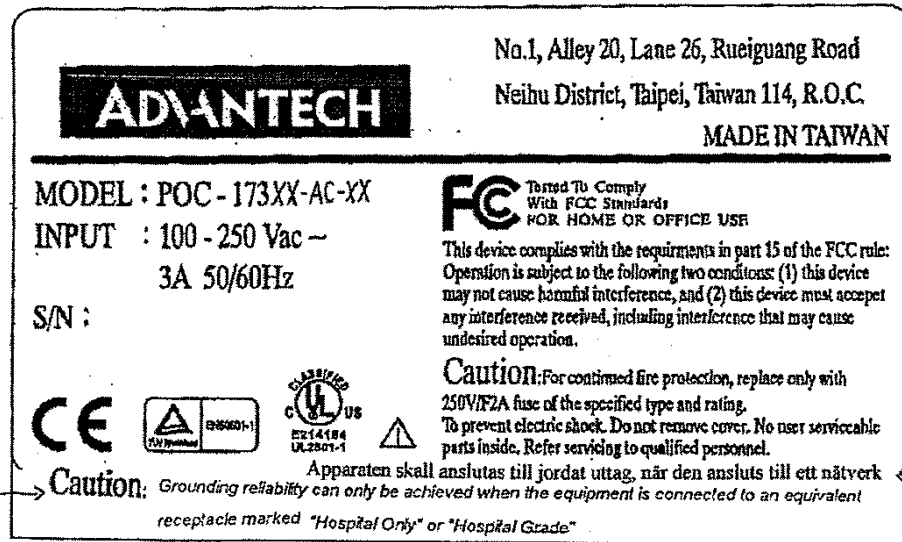 ADVANTECH
No.1, Alley 20, Lane 26, Rueiguang Road
Neihu District, Taipei, Taiwan 114, R.O.C.
MADE IN TAIWAN
MODEL : POC - 173XX-AC-XX
INPUT : 100 - 250 Vac ~
3A 50/60Hz
S/N :
FC Tested To Comply
With FCC Standards
FOR HOME OR OFFICE USE
This device complies with the requirments in part 15 of the FCC rule:
Operation is subject to the following two conditons: (1) this device
may not cause harmful interference, and (2) this device must accepet
any interference received, including interference that may cause
undesired operation.
Caution:For continued fire protection, replace only with
250V/F2A fuse of the specified type and rating.
To prevent electric shock. Do not remove cover. No user serviceable
parts inside. Refer servicing to qualified personnel.
CE
EN60601-1
CLASSIFIED
C UL US
E214184
UL2601-1
Apparaten skall anslutas till jordat uttag, när den ansluts till ett nätverk
Caution: Grounding reliability can only be achieved when the equipment is connected to an equivalent
receptacle marked "Hospital Only" or "Hospital Grade"